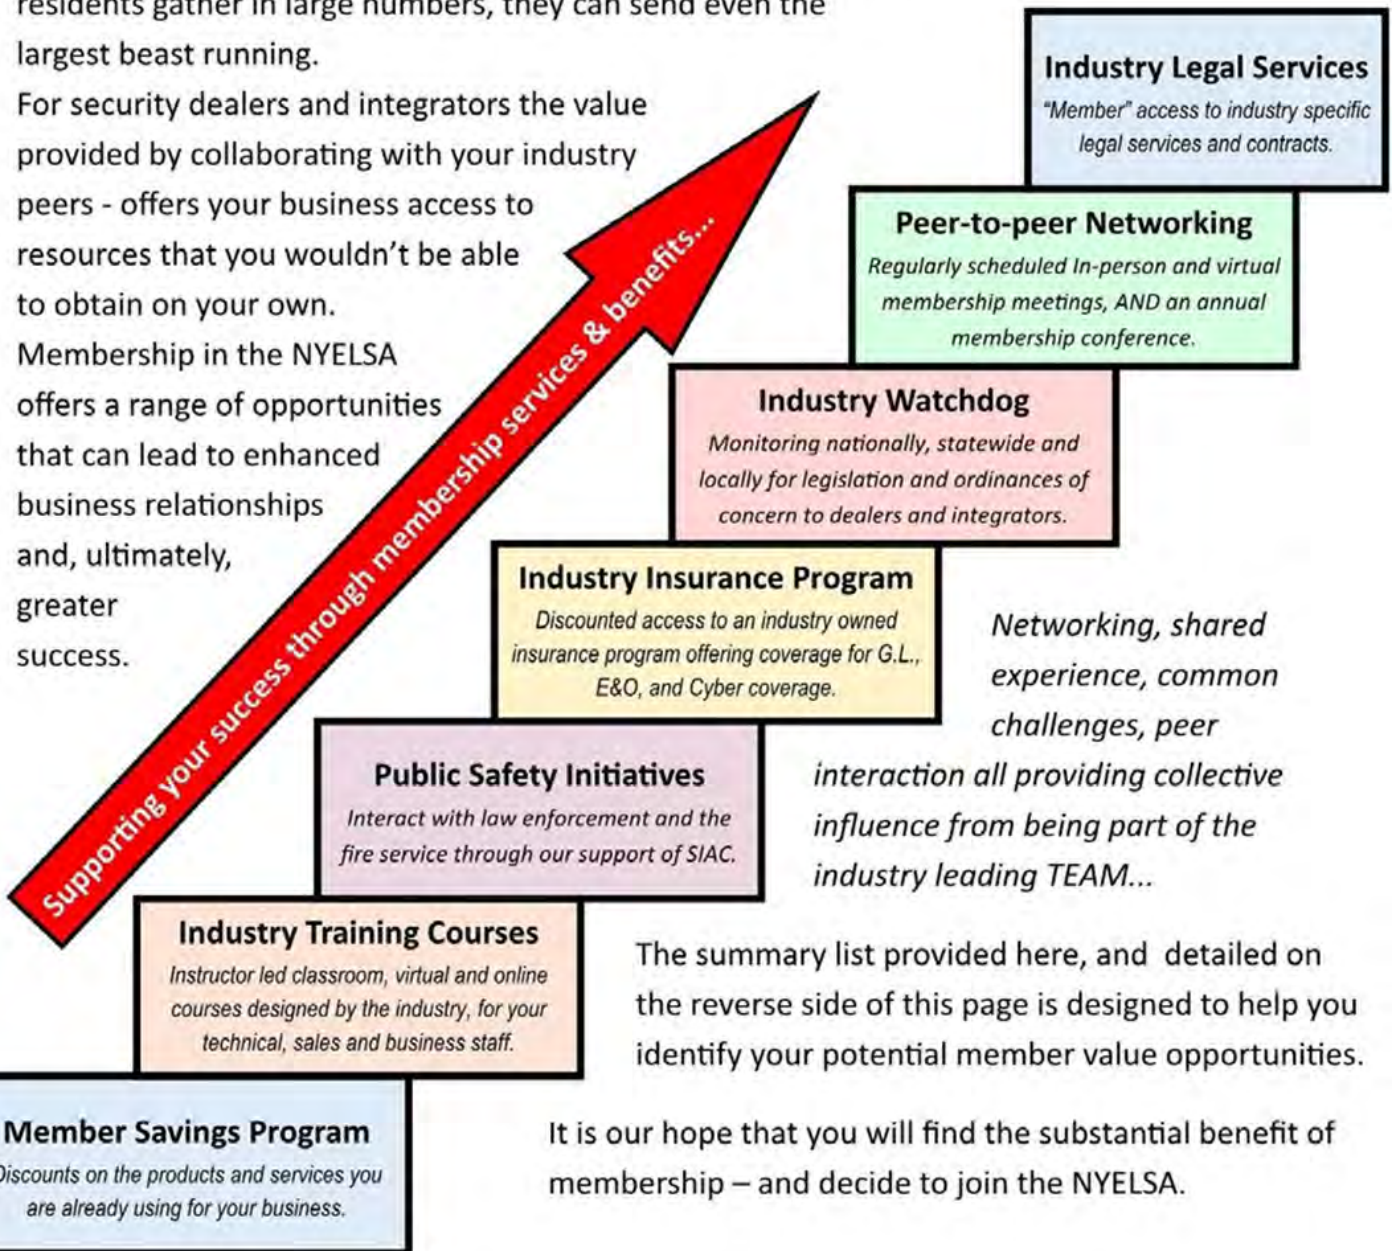 residents gather in large numbers, they can send even the
largest beast running.
For security dealers and integrators the value
provided by collaborating with your industry
peers - offers your business access to
resources that you wouldn't be able
to obtain on your own.
Membership in the NYELSA
offers a range of opportunities
that can lead to enhanced
business relationships
and, ultimately,
greater
success.
Supporting your success through membership services & benefits...
Industry Legal Services
"Member" access to industry specific
legal services and contracts.
Peer-to-peer Networking
Regularly scheduled In-person and virtual
membership meetings, AND an annual
membership conference.
Industry Watchdog
Monitoring nationally, statewide and
locally for legislation and ordinances of
concern to dealers and integrators.
Industry Insurance Program
Discounted access to an industry owned
insurance program offering coverage for G.L.,
E&O, and Cyber coverage.
Public Safety Initiatives
Interact with law enforcement and the
fire service through our support of SIAC.
Industry Training Courses
Instructor led classroom, virtual and online
courses designed by the industry, for your
technical, sales and business staff.
Member Savings Program
Discounts on the products and services you
are already using for your business.
Networking, shared
experience, common
challenges, peer
interaction all providing collective
influence from being part of the
industry leading TEAM...
The summary list provided here, and detailed on
the reverse side of this page is designed to help you
identify your potential member value opportunities.
It is our hope that you will find the substantial benefit of
membership – and decide to join the NYELSA.